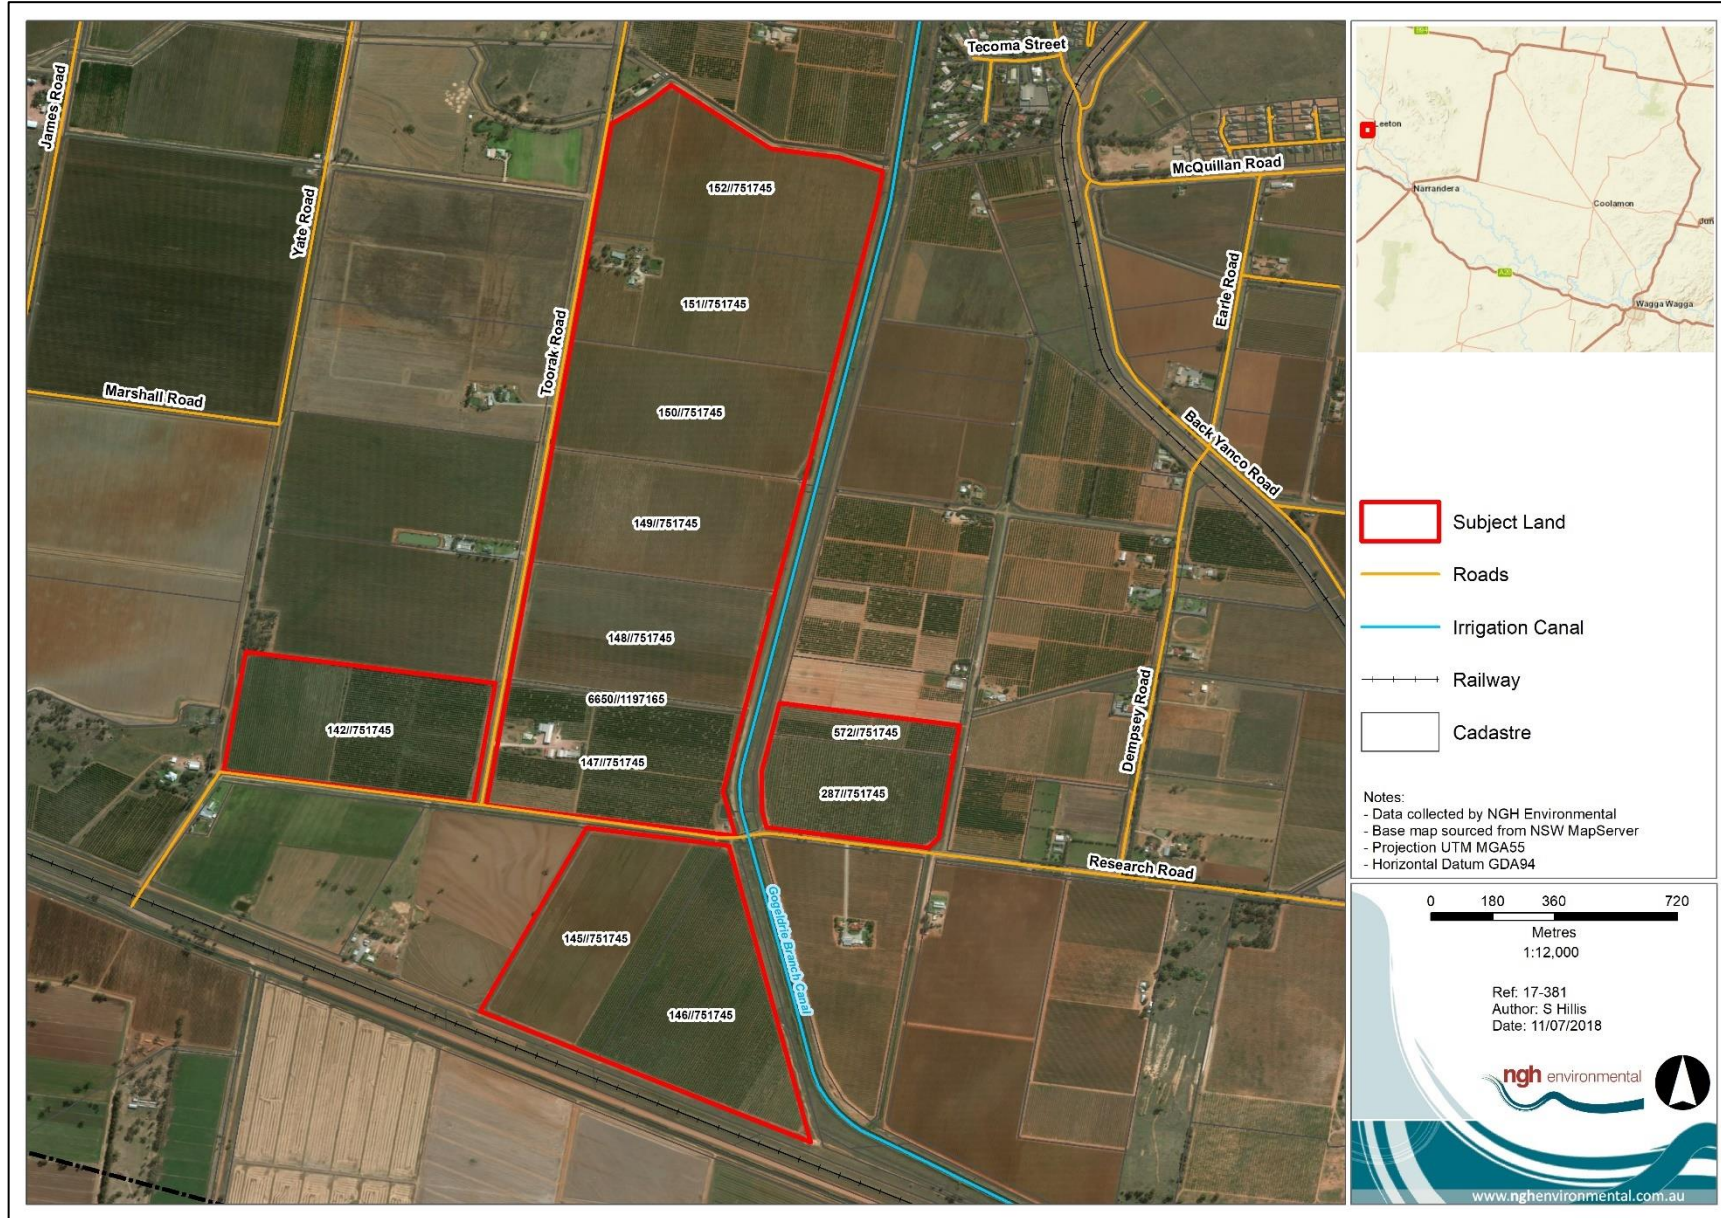 Tecoma Street
James Road
McQuillan Road
152//751745
Yate Road
Earle Road
151//751745
Toorak Road
Marshall Road
150//751745
Back Yanco Road
149//751745
148//751745
6650//1197165
Dempsey Road
142//751745
572//751745
147//751745
287//751745
Research Road
145//751745
Gogeldrie Branch Canal
146//751745
Leeton
Narrandera
Coolamon
A20
Wagga Wagga
Subject Land
Roads
Irrigation Canal
Railway
Cadastre
Notes:
- Data collected by NGH Environmental
- Base map sourced from NSW MapServer
- Projection UTM MGA55
- Horizontal Datum GDA94
0 180 360 720
Metres
1:12,000
Ref: 17-381
Author: S Hillis
Date: 11/07/2018
ngh environmental
www.nghenvironmental.com.au